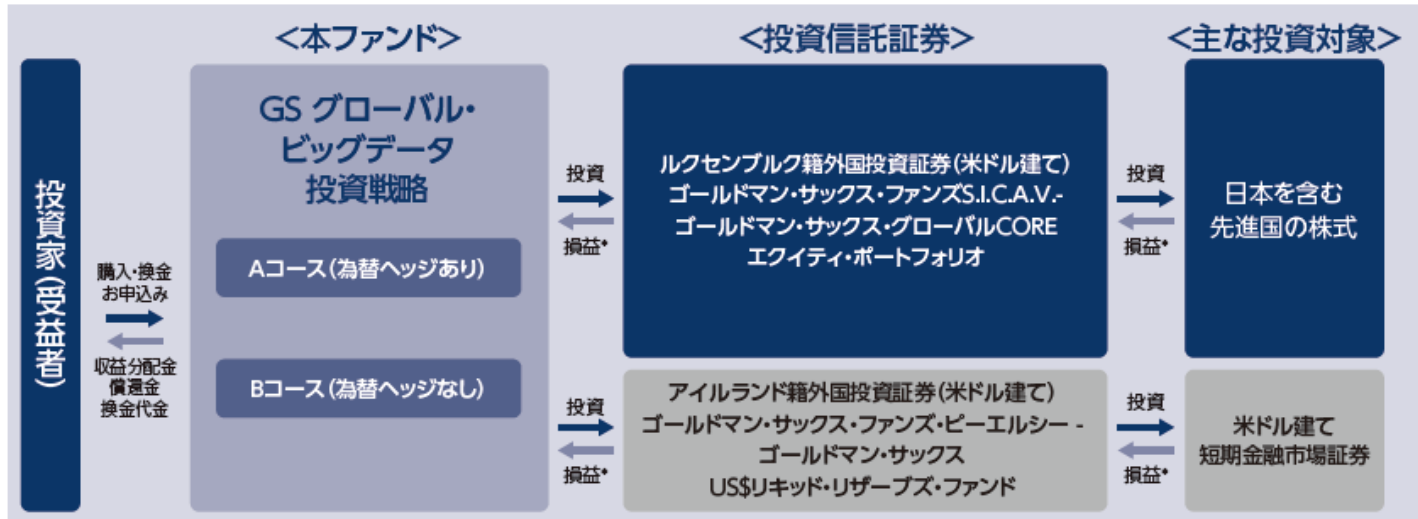 <本ファンド>
<投資信託証券>
<主な投資対象>
投資家(受益者)
購入・換金
お申込み
収益分配金
償還金
換金代金
GS グローバル・
ビッグデータ
投資戦略
Aコース(為替ヘッジあり)
Bコース(為替ヘッジなし)
投資
損益*
ルクセンブルク籍外国投資証券(米ドル建て)
ゴールドマン・サックス・ファンズS.I.C.A.V.-
ゴールドマン・サックス・グローバルCORE
エクイティ・ポートフォリオ
投資
損益*
日本を含む
先進国の株式
投資
損益*
アイルランド籍外国投資証券(米ドル建て)
ゴールドマン・サックス・ファンズ・ピーエルシー -
ゴールドマン・サックス
US$リキッド・リザーブズ・ファンド
投資
損益*
米ドル建て
短期金融市場証券